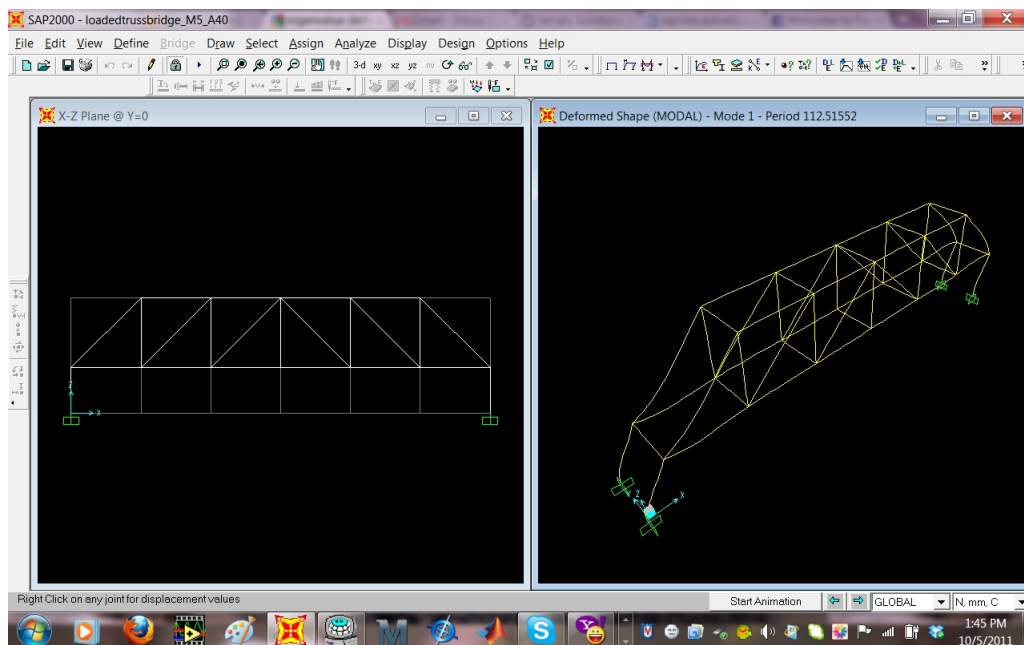 SAP2000 - loadedtrussbridge_M5_A40
File Edit View Define Bridge Draw Select Assign Analyze Display Design Options Help
3-d xy xz yz nv
X-Z Plane @ Y=0
Deformed Shape (MODAL) - Mode 1 - Period 112.51552
Z
X
Z
X
Right Click on any joint for displacement values
Start Animation
GLOBAL
N, mm, C
1:45 PM
10/5/2011